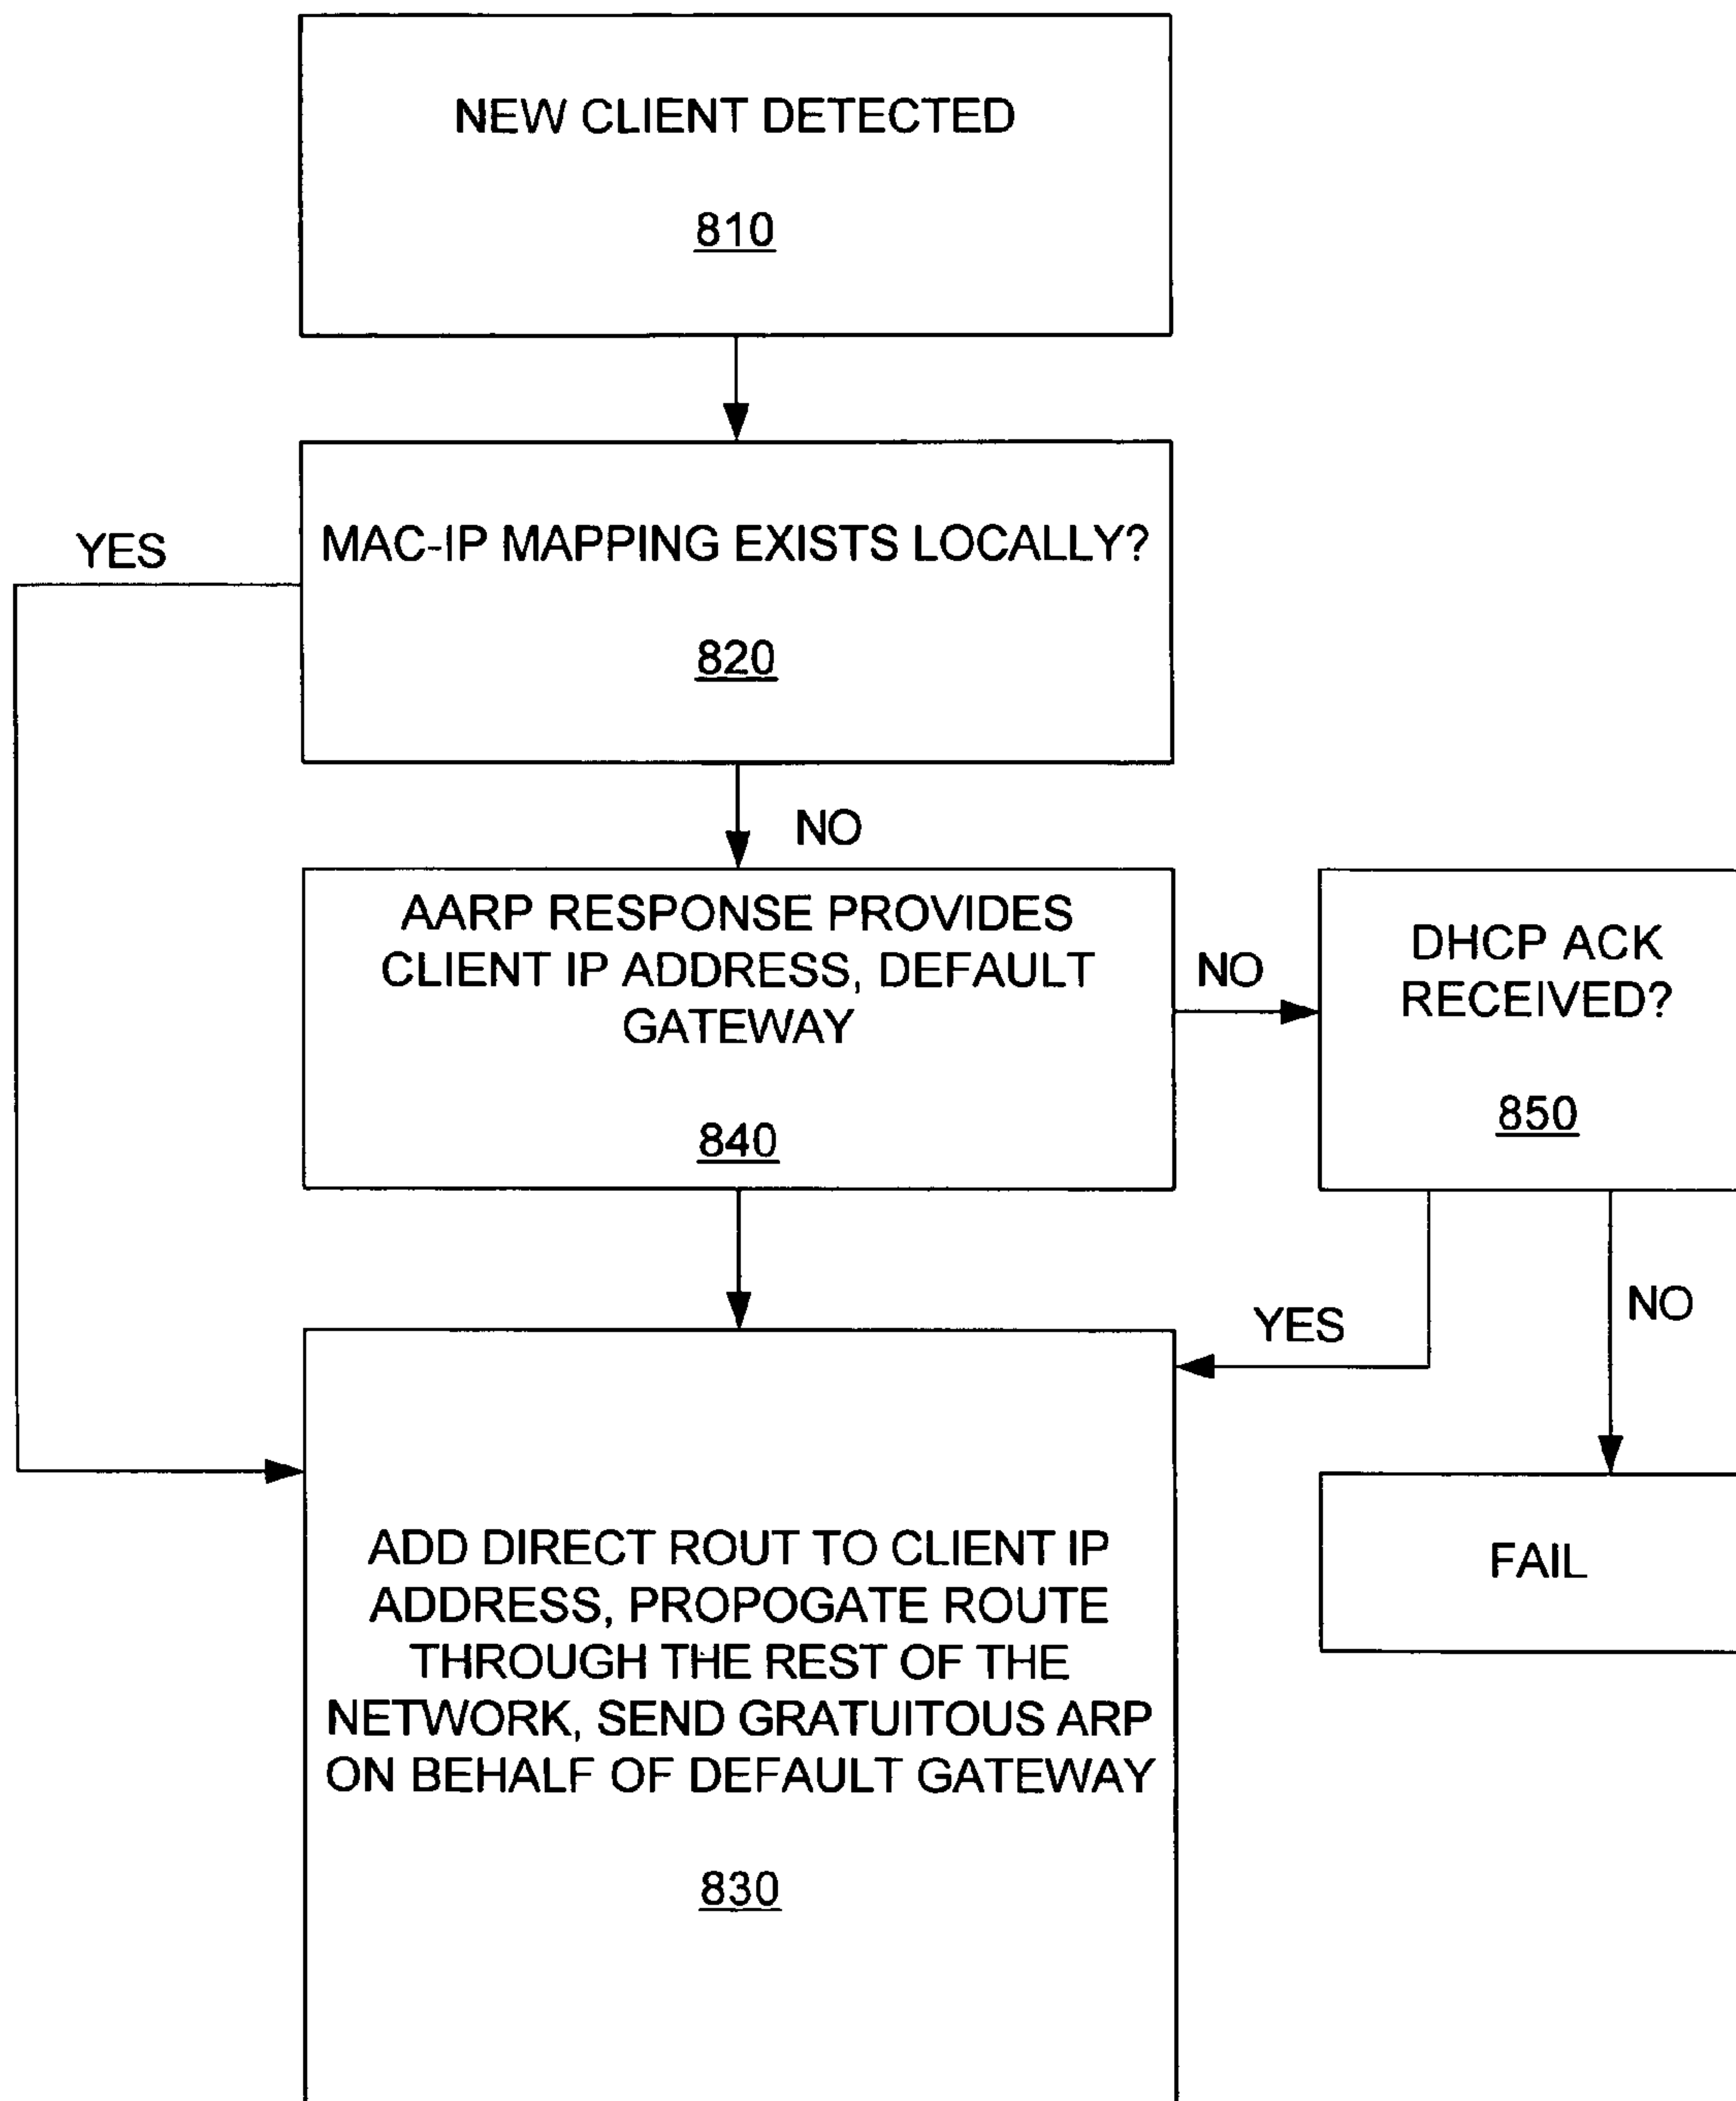 NEW CLIENT DETECTED
810
YES
MAC-IP MAPPING EXISTS LOCALLY?
820
NO
AARP RESPONSE PROVIDES
CLIENT IP ADDRESS, DEFAULT
GATEWAY
840
NO
DHCP ACK
RECEIVED?
850
YES
NO
ADD DIRECT ROUT TO CLIENT IP
ADDRESS, PROPOGATE ROUTE
THROUGH THE REST OF THE
NETWORK, SEND GRATUITOUS ARP
ON BEHALF OF DEFAULT GATEWAY
830
FAIL